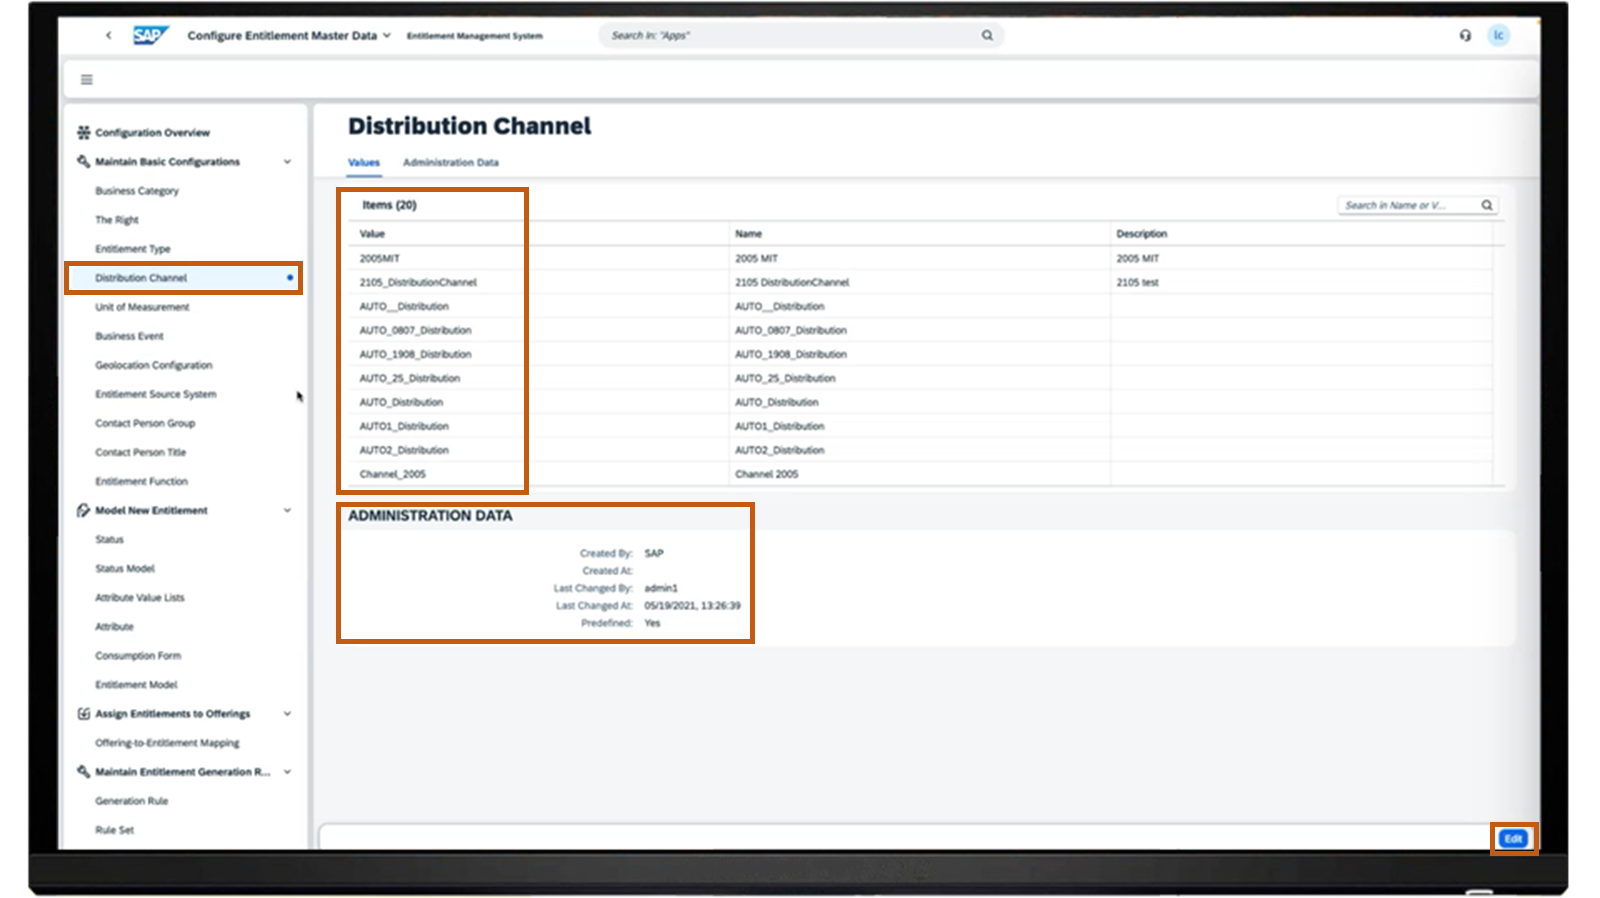 SAP Configure Entitlement Master Data Entitlement Management System Search In: "Apps" lc
Distribution Channel
Values Administration Data
Configuration Overview
Maintain Basic Configurations
Business Category
The Right
Entitlement Type
Distribution Channel
Unit of Measurement
Business Event
Geolocation Configuration
Entitlement Source System
Contact Person Group
Contact Person Title
Entitlement Function
Model New Entitlement
Status
Status Model
Attribute Value Lists
Attribute
Consumption Form
Entitlement Model
Assign Entitlements to Offerings
Offering-to-Entitlement Mapping
Maintain Entitlement Generation R...
Generation Rule
Rule Set
Items (20) Search in Name or V...
Value Name Description
2005MIT 2005 MIT 2005 MIT
2105_DistributionChannel 2105 DistributionChannel 2105 test
AUTO__Distribution AUTO__Distribution
AUTO_0807_Distribution AUTO_0807_Distribution
AUTO_1908_Distribution AUTO_1908_Distribution
AUTO_25_Distribution AUTO_25_Distribution
AUTO_Distribution AUTO_Distribution
AUTO1_Distribution AUTO1_Distribution
AUTO2_Distribution AUTO2_Distribution
Channel_2005 Channel 2005
ADMINISTRATION DATA
Created By: SAP
Created At:
Last Changed By: admin1
Last Changed At: 05/19/2021, 13:26:39
Predefined: Yes
Edit